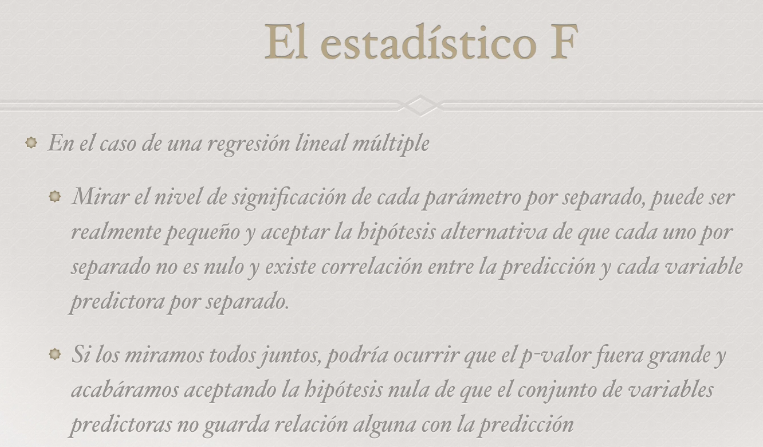 El estadístico F
En el caso de una regresión lineal múltiple
Mirar el nivel de significación de cada parámetro por separado, puede ser
realmente pequeño y aceptar la hipótesis alternativa de que cada uno por
separado no es nulo y existe correlación entre la predicción y cada variable
predictora por separado.
Si los miramos todos juntos, podría ocurrir que el p-valor fuera grande y
acabáramos aceptando la hipótesis nula de que el conjunto de variables
predictoras no guarda relación alguna con la predicción